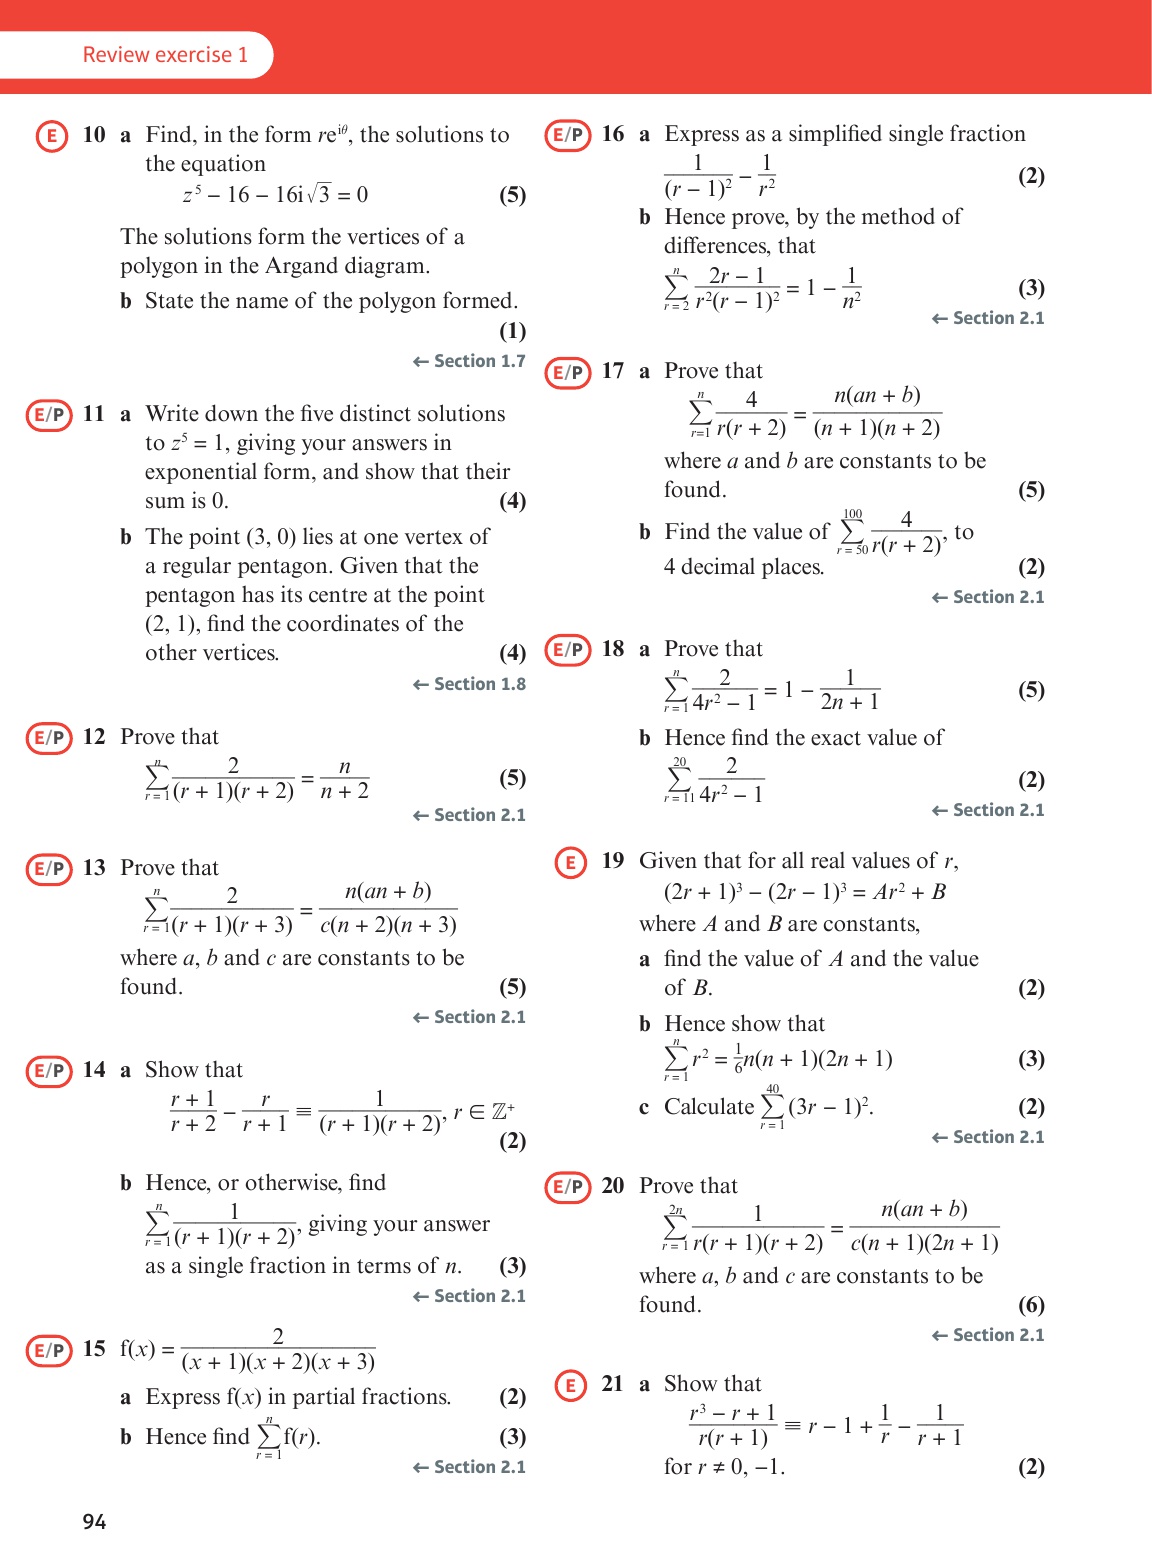 Review exercise 1
E 10 a Find, in the form re^{iθ}, the solutions to
the equation
z^5 − 16 − 16i√3 = 0 (5)
The solutions form the vertices of a
polygon in the Argand diagram.
b State the name of the polygon formed.
(1)
← Section 1.7
E/P 11 a Write down the five distinct solutions
to z^5 = 1, giving your answers in
exponential form, and show that their
sum is 0. (4)
b The point (3, 0) lies at one vertex of
a regular pentagon. Given that the
pentagon has its centre at the point
(2, 1), find the coordinates of the
other vertices. (4)
← Section 1.8
E/P 12 Prove that
\sum_{r=1}^{n} \frac{2}{(r + 1)(r + 2)} = \frac{n}{n + 2} (5)
← Section 2.1
E/P 13 Prove that
\sum_{r=1}^{n} \frac{2}{(r + 1)(r + 3)} = \frac{n(an + b)}{c(n + 2)(n + 3)}
where a, b and c are constants to be
found. (5)
← Section 2.1
E/P 14 a Show that
\frac{r + 1}{r + 2} − \frac{r}{r + 1} ≡ \frac{1}{(r + 1)(r + 2)}, r ∈ ℤ⁺
(2)
b Hence, or otherwise, find
\sum_{r=1}^{n} \frac{1}{(r + 1)(r + 2)}, giving your answer
as a single fraction in terms of n. (3)
← Section 2.1
E/P 15 f(x) = \frac{2}{(x + 1)(x + 2)(x + 3)}
a Express f(x) in partial fractions. (2)
b Hence find \sum_{r=1}^{n} f(r). (3)
← Section 2.1
E/P 16 a Express as a simplified single fraction
\frac{1}{(r − 1)^2} − \frac{1}{r^2} (2)
b Hence prove, by the method of
differences, that
\sum_{r=2}^{n} \frac{2r − 1}{r^2(r − 1)^2} = 1 − \frac{1}{n^2} (3)
← Section 2.1
E/P 17 a Prove that
\sum_{r=1}^{n} \frac{4}{r(r + 2)} = \frac{n(an + b)}{(n + 1)(n + 2)}
where a and b are constants to be
found. (5)
b Find the value of \sum_{r=50}^{100} \frac{4}{r(r + 2)}, to
4 decimal places. (2)
← Section 2.1
E/P 18 a Prove that
\sum_{r=1}^{n} \frac{2}{4r^2 − 1} = 1 − \frac{1}{2n + 1} (5)
b Hence find the exact value of
\sum_{r=11}^{20} \frac{2}{4r^2 − 1} (2)
← Section 2.1
E 19 Given that for all real values of r,
(2r + 1)^3 − (2r − 1)^3 = Ar^2 + B
where A and B are constants,
a find the value of A and the value
of B. (2)
b Hence show that
\sum_{r=1}^{n} r^2 = \frac{1}{6}n(n + 1)(2n + 1) (3)
c Calculate \sum_{r=1}^{40} (3r − 1)^2. (2)
← Section 2.1
E/P 20 Prove that
\sum_{r=1}^{2n} \frac{1}{r(r + 1)(r + 2)} = \frac{n(an + b)}{c(n + 1)(2n + 1)}
where a, b and c are constants to be
found. (6)
← Section 2.1
E 21 a Show that
\frac{r^3 − r + 1}{r(r + 1)} ≡ r − 1 + \frac{1}{r} − \frac{1}{r + 1}
for r ≠ 0, −1. (2)
94